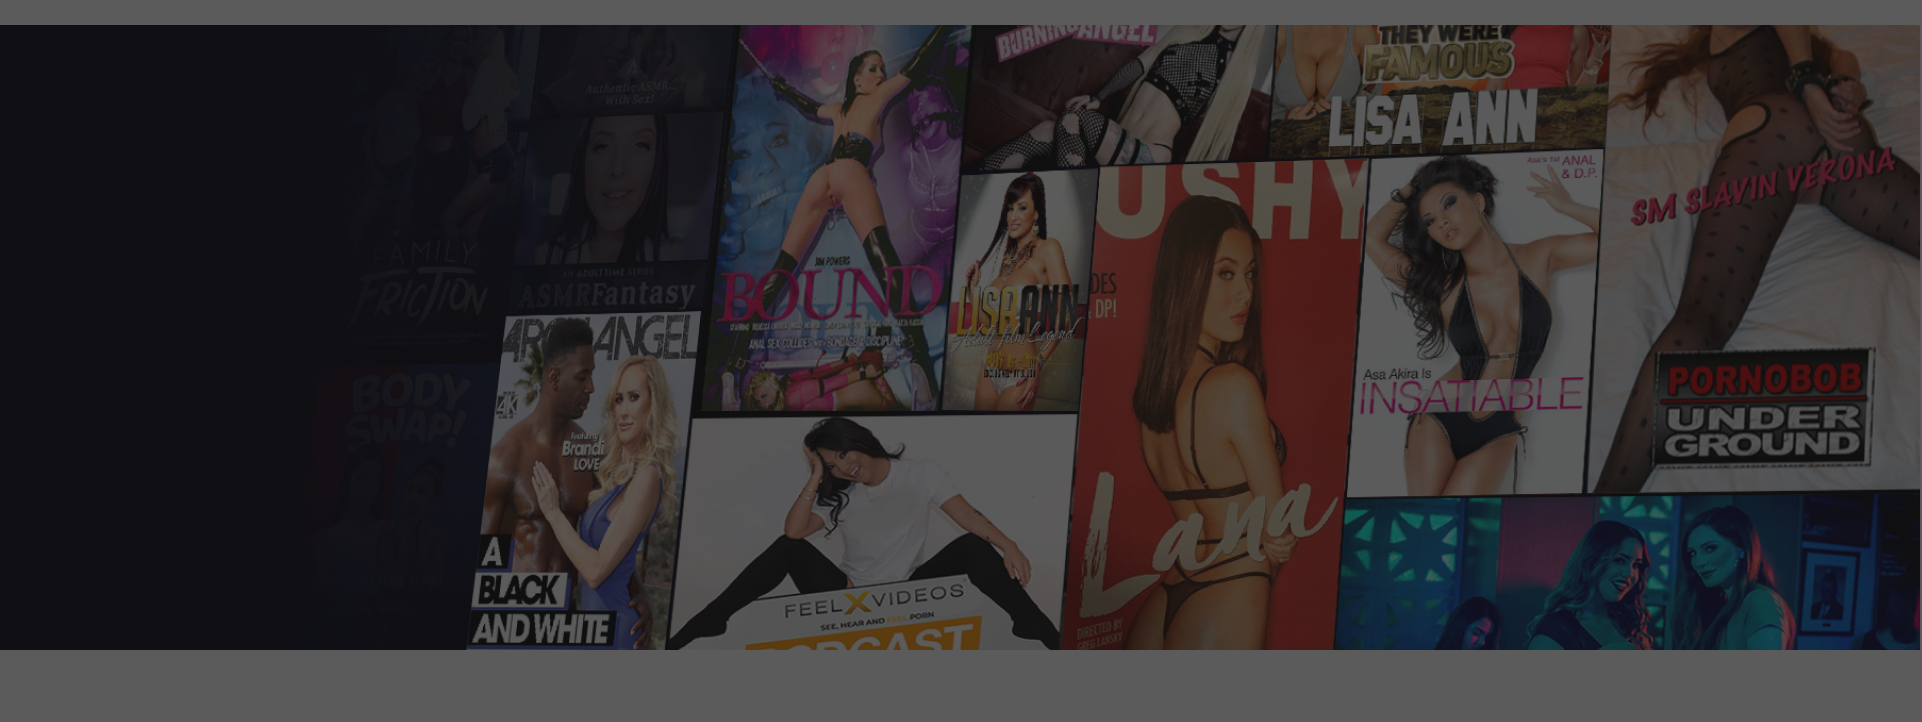 FAMILY
FRICTION
Authentic ASMR...
With Sex!
AN ADULTTIME SERIES
ASMRFantasy
BODY
SWAP!
ARCHANGEL
4K
featuring
Brandi
LOVE
A
BLACK
AND WHITE
JIM POWERS
BOUND
ANAL SEX COLLIDES with BONDAGE & DISCIPLINE
BURNING ANGEL
LISA ANN
Adult Film Legend
THEY WERE
FAMOUS
LISA ANN
FEEL X VIDEOS
SEE, HEAR AND FEEL PORN
USHY
DES
DP!
Lana
DIRECTED BY
GREG LANSKY
Asa's 1st ANAL
& D.P.
Asa Akira Is
INSATIABLE
SM SLAVIN VERONA
PORNOBOB
UNDER
GROUND